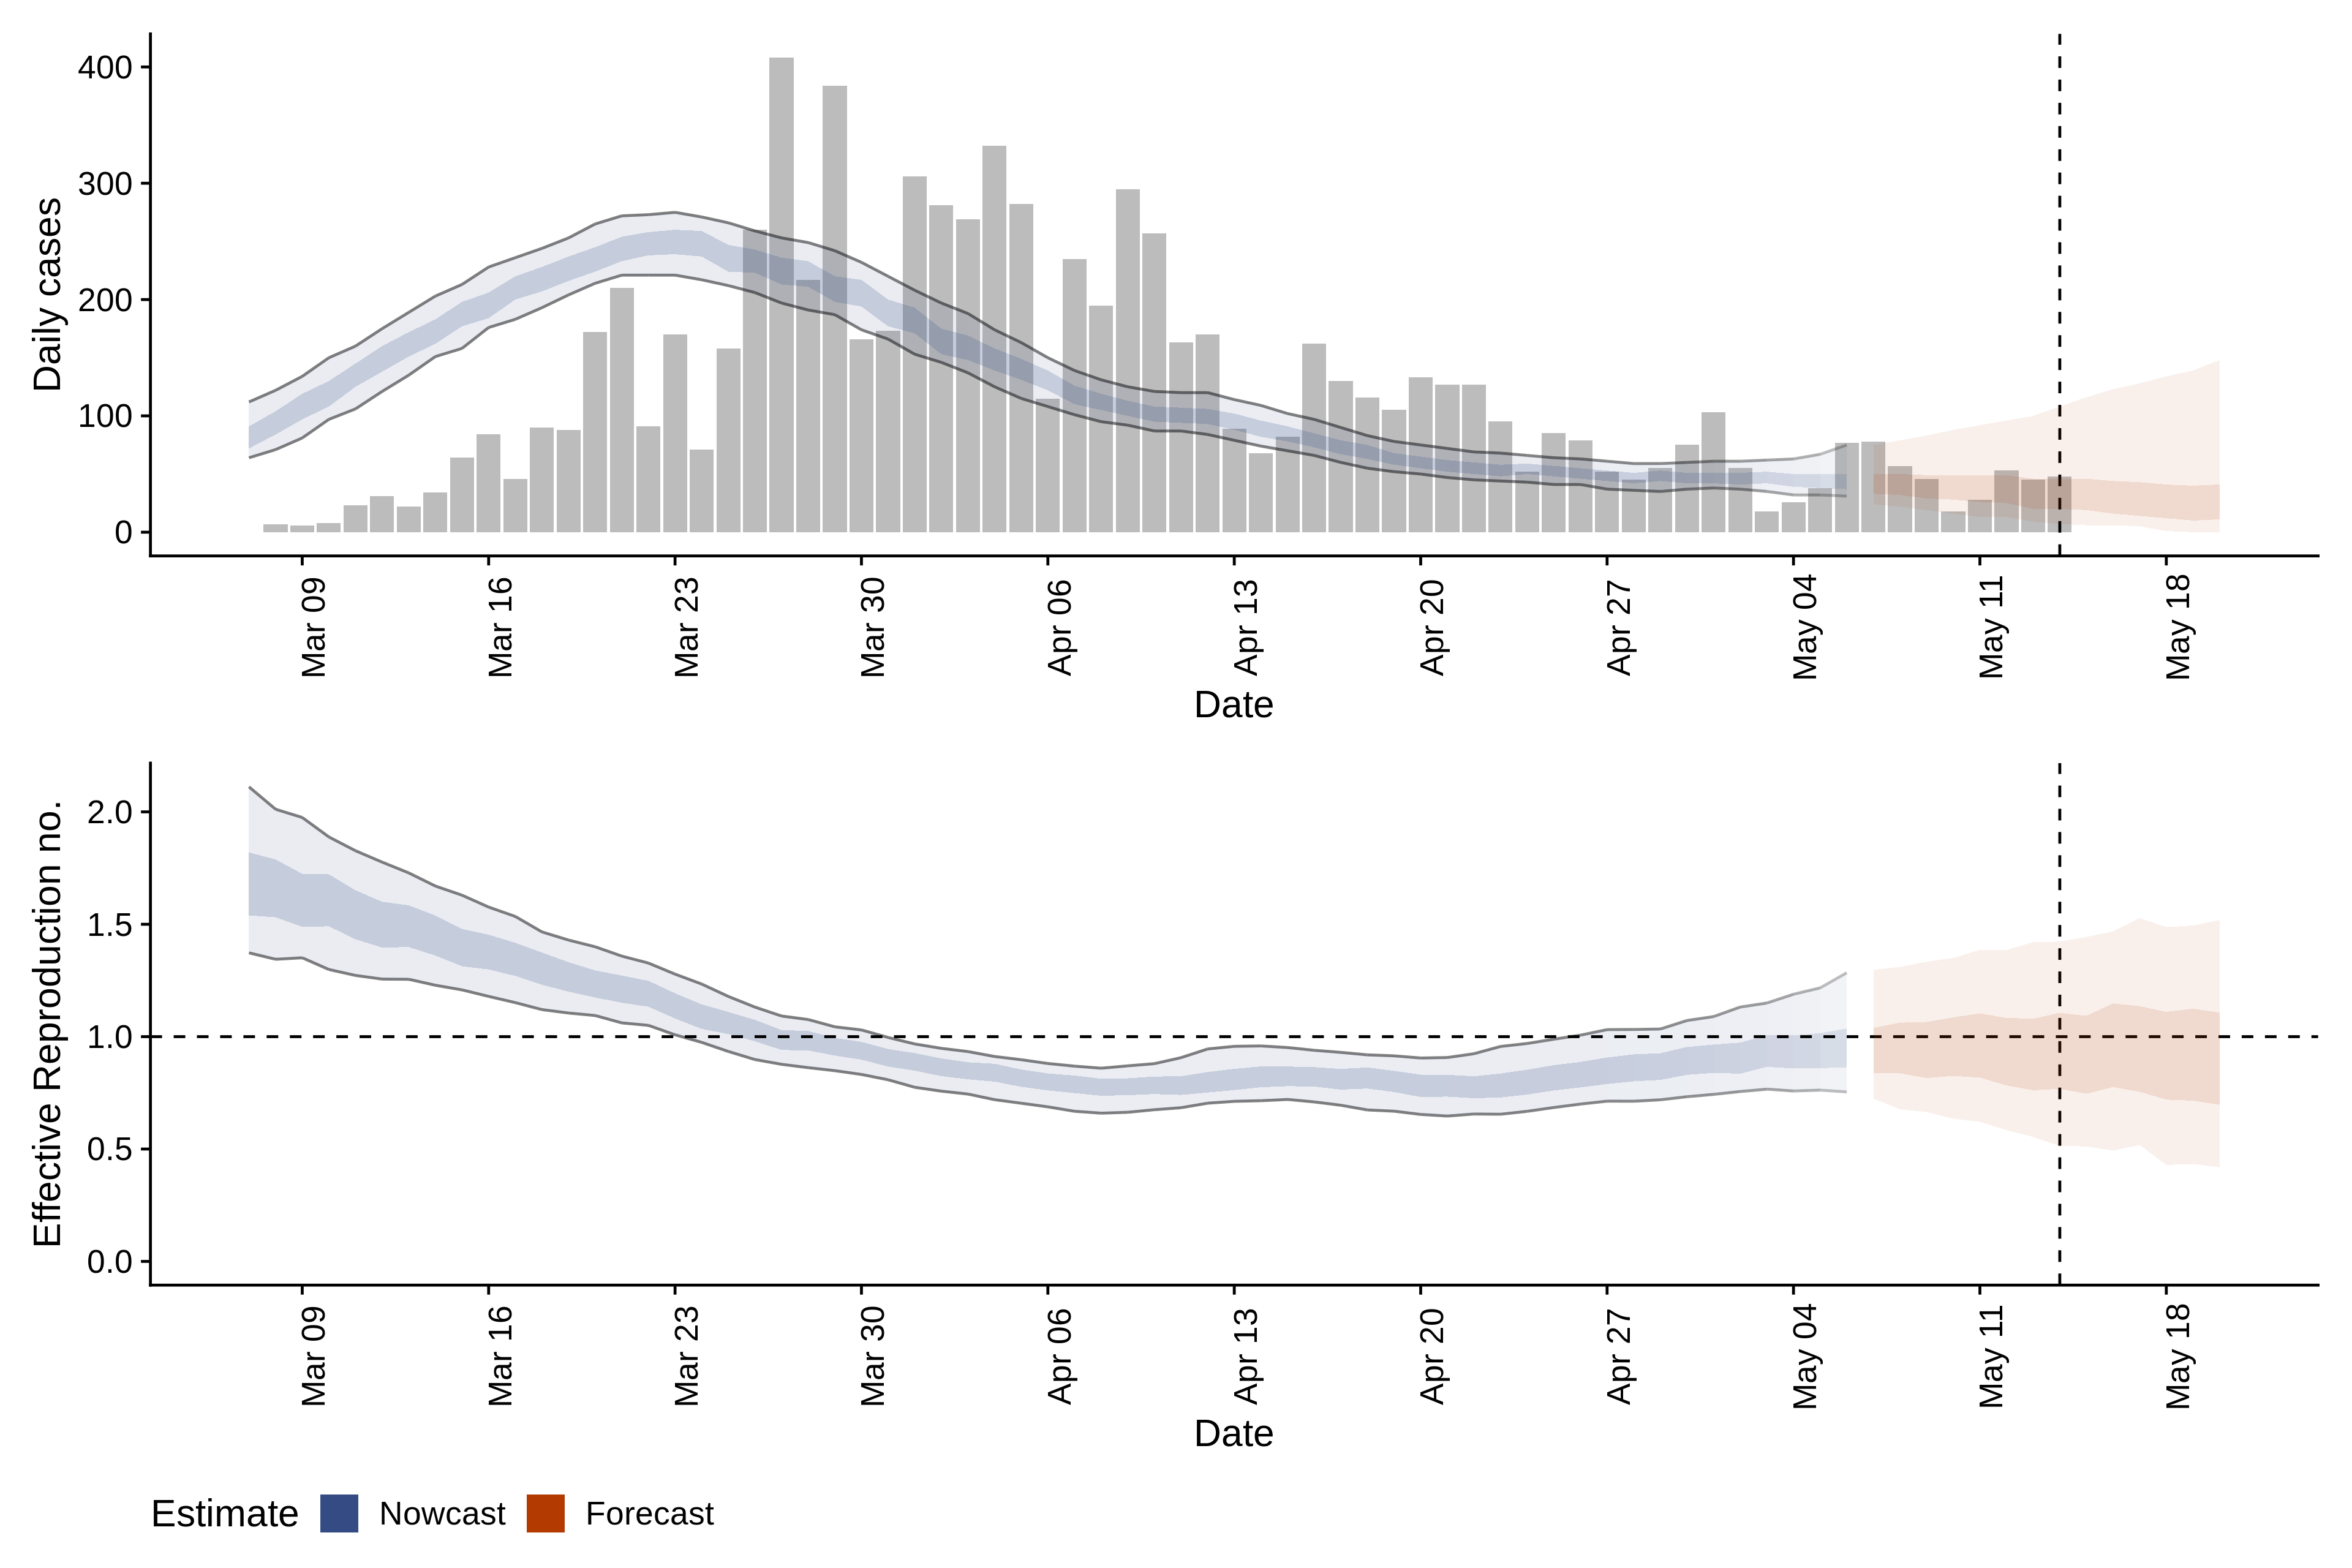 Daily cases
400
300
200
100
0
Mar 09 Mar 16 Mar 23 Mar 30 Apr 06 Apr 13 Apr 20 Apr 27 May 04 May 11 May 18
Date
Effective Reproduction no.
2.0
1.5
1.0
0.5
0.0
Mar 09 Mar 16 Mar 23 Mar 30 Apr 06 Apr 13 Apr 20 Apr 27 May 04 May 11 May 18
Date
Estimate Nowcast Forecast